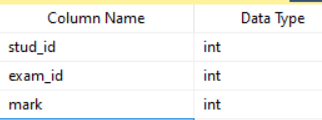 Column Name Data Type
stud_id int
exam_id int
mark int